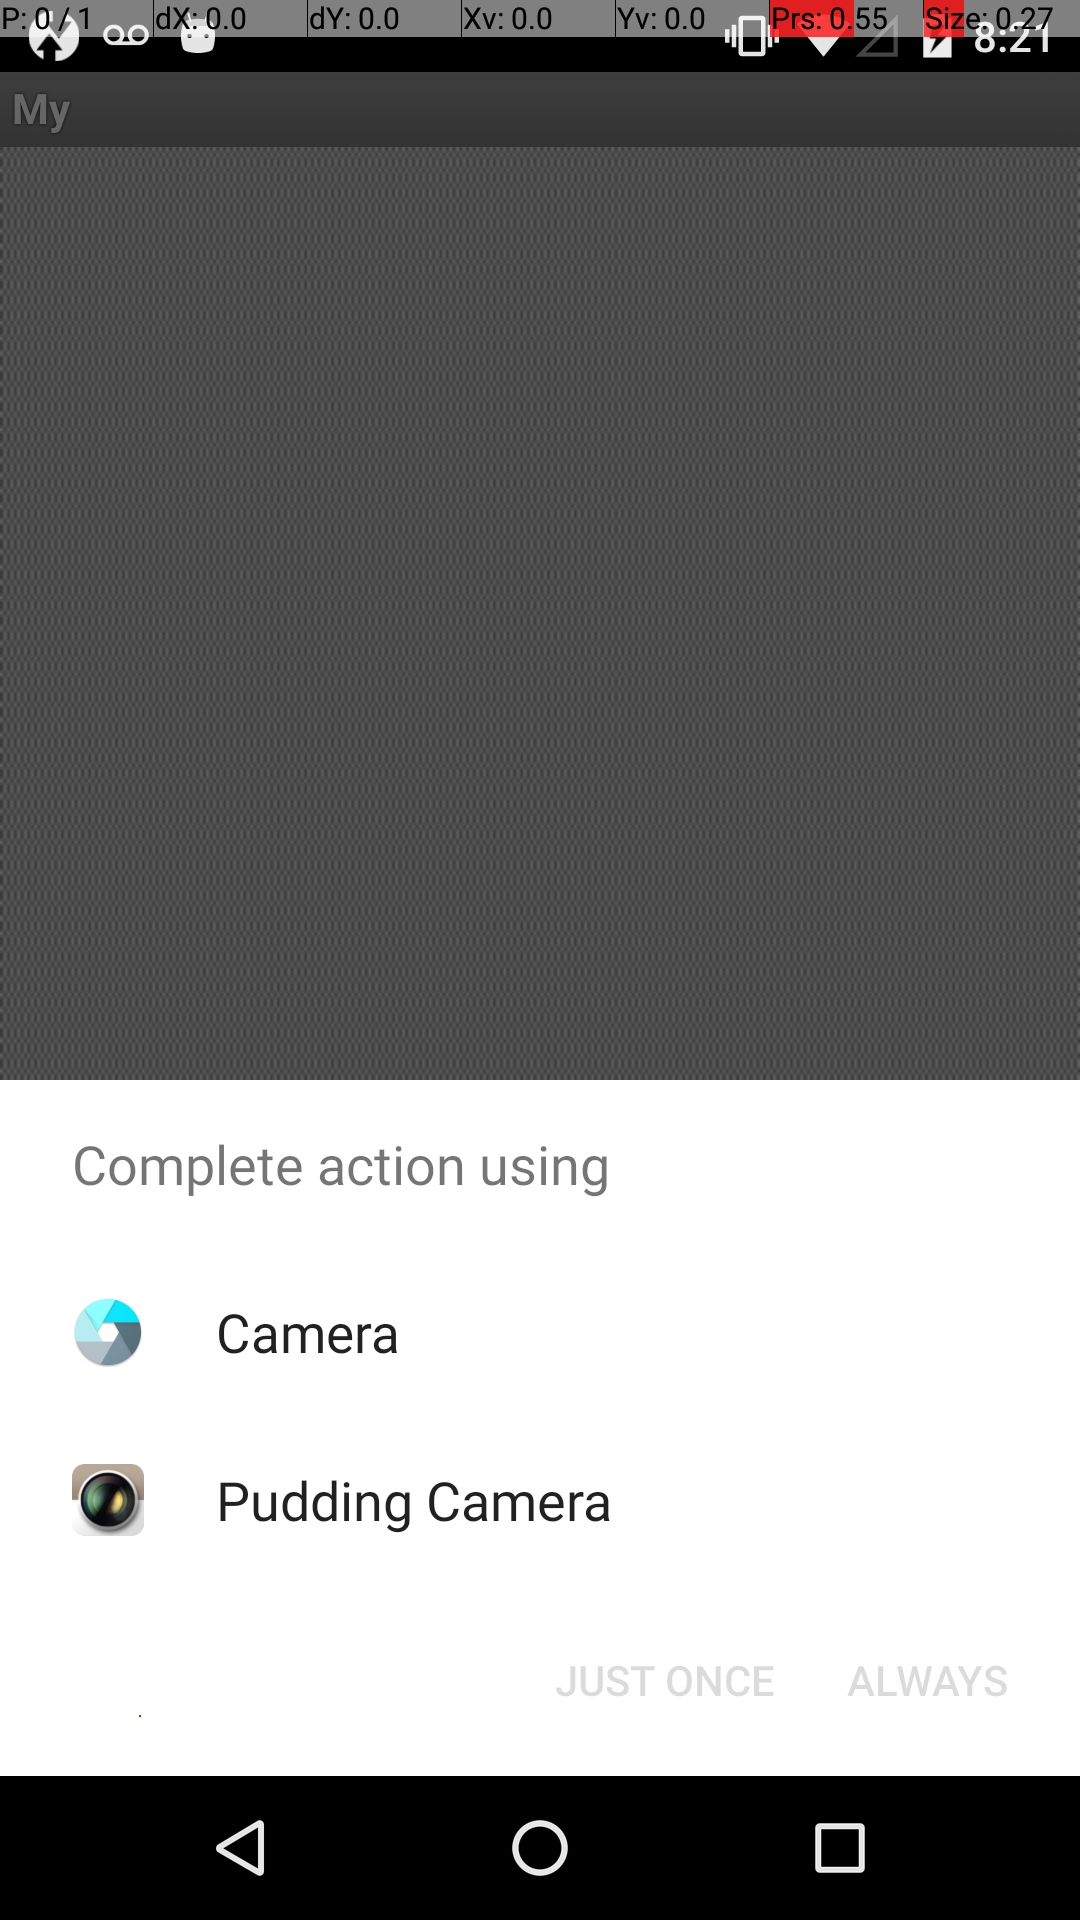 P: 0 / 1 dX: 0.0 dY: 0.0 Xv: 0.0 Yv: 0.0 Prs: 0.55 Size: 0.27
8:21
My
Complete action using
Camera
Pudding Camera
JUST ONCE ALWAYS